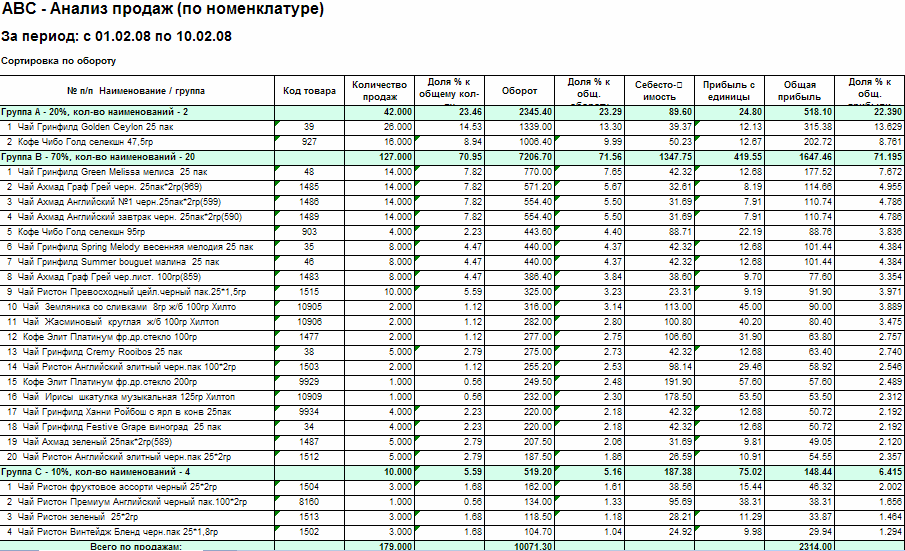 ABC - Анализ продаж (по номенклатуре)
За период: с 01.02.08 по 10.02.08
Сортировка по обороту
№ п/п Наименование / группа Код товара Количество продаж Доля % к общему кол- Оборот Доля % к общ. Себесто- имость Прибыль с единицы Общая прибыль Доля % к общ.
Группа A - 20%, кол-во наименований - 2 42.000 23.46 2345.40 23.29 89.60 24.80 518.10 22.390
1 Чай Гринфилд Golden Ceylon 25 пак 39 26.000 14.53 1339.00 13.30 39.37 12.13 315.38 13.629
2 Кофе Чибо Голд селекшн 47,5гр 927 16.000 8.94 1006.40 9.99 50.23 12.67 202.72 8.761
Группа B - 70%, кол-во наименований - 20 127.000 70.95 7206.70 71.56 1347.75 419.55 1647.46 71.195
1 Чай Гринфилд Green Melissa мелиса 25 пак 48 14.000 7.82 770.00 7.65 42.32 12.68 177.52 7.672
2 Чай Ахмад Граф Грей черн. 25пак*2гр(969) 1485 14.000 7.82 571.20 5.67 32.61 8.19 114.66 4.955
3 Чай Ахмад Английский №1 черн.25пак*2гр(599) 1486 14.000 7.82 554.40 5.50 31.69 7.91 110.74 4.786
4 Чай Ахмад Английский завтрак черн. 25пак*2гр(590) 1489 14.000 7.82 554.40 5.50 31.69 7.91 110.74 4.786
5 Кофе Чибо Голд селекшн 95гр 903 4.000 2.23 443.60 4.40 88.71 22.19 88.76 3.836
6 Чай Гринфилд Spring Melody весенняя мелодия 25 пак 35 8.000 4.47 440.00 4.37 42.32 12.68 101.44 4.384
7 Чай Гринфилд Summer bouguet малина 25 пак 46 8.000 4.47 440.00 4.37 42.32 12.68 101.44 4.384
8 Чай Ахмад Граф Грей чер.лист. 100гр(859) 1483 8.000 4.47 386.40 3.84 38.60 9.70 77.60 3.354
9 Чай Ристон Превосходный цейл.черный пак.25*1,5гр 1515 10.000 5.59 325.00 3.23 23.31 9.19 91.90 3.971
10 Чай Земляника со сливками 8гр ж/б 100гр Хилто 10905 2.000 1.12 316.00 3.14 113.00 45.00 90.00 3.889
11 Чай Жасминовый круглая ж/б 100гр Хилтоп 10906 2.000 1.12 282.00 2.80 100.80 40.20 80.40 3.475
12 Кофе Элит Платинум фр.др.стекло 100гр 1477 2.000 1.12 277.00 2.75 106.60 31.90 63.80 2.757
13 Чай Гринфилд Cremy Rooibos 25 пак 38 5.000 2.79 275.00 2.73 42.32 12.68 63.40 2.740
14 Чай Ристон Английский элитный черн.пак 100*2гр 1503 2.000 1.12 255.20 2.53 98.14 29.46 58.92 2.546
15 Кофе Элит Платинум фр.др.стекло 200гр 9929 1.000 0.56 249.50 2.48 191.90 57.60 57.60 2.489
16 Чай Ирисы шкатулка музыкальная 125гр Хилтоп 10909 1.000 0.56 232.00 2.30 178.50 53.50 53.50 2.312
17 Чай Гринфилд Ханни Ройбош с ярл в конв 25пак 9934 4.000 2.23 220.00 2.18 42.32 12.68 50.72 2.192
18 Чай Гринфилд Festive Grape виноград 25 пак 34 4.000 2.23 220.00 2.18 42.32 12.68 50.72 2.192
19 Чай Ахмад зеленый 25пак*2гр(589) 1487 5.000 2.79 207.50 2.06 31.69 9.81 49.05 2.120
20 Чай Ристон Английский элитный черн.пак 25*2гр 1512 5.000 2.79 187.50 1.86 26.59 10.91 54.55 2.357
Группа C - 10%, кол-во наименований - 4 10.000 5.59 519.20 5.16 187.38 75.02 148.44 6.415
1 Чай Ристон фруктовое ассорти черный 25*2гр 1504 3.000 1.68 162.00 1.61 38.56 15.44 46.32 2.002
2 Чай Ристон Премиум Английский черный пак.100*2гр 8160 1.000 0.56 134.00 1.33 95.69 38.31 38.31 1.656
3 Чай Ристон зеленый 25*2гр 1513 3.000 1.68 118.50 1.18 28.21 11.29 33.87 1.464
4 Чай Ристон Винтейдж Бленд черн.пак 25*1,8гр 1502 3.000 1.68 104.70 1.04 24.92 9.98 29.94 1.294
Всего по продажам: 179.000 10071.30 2314.00